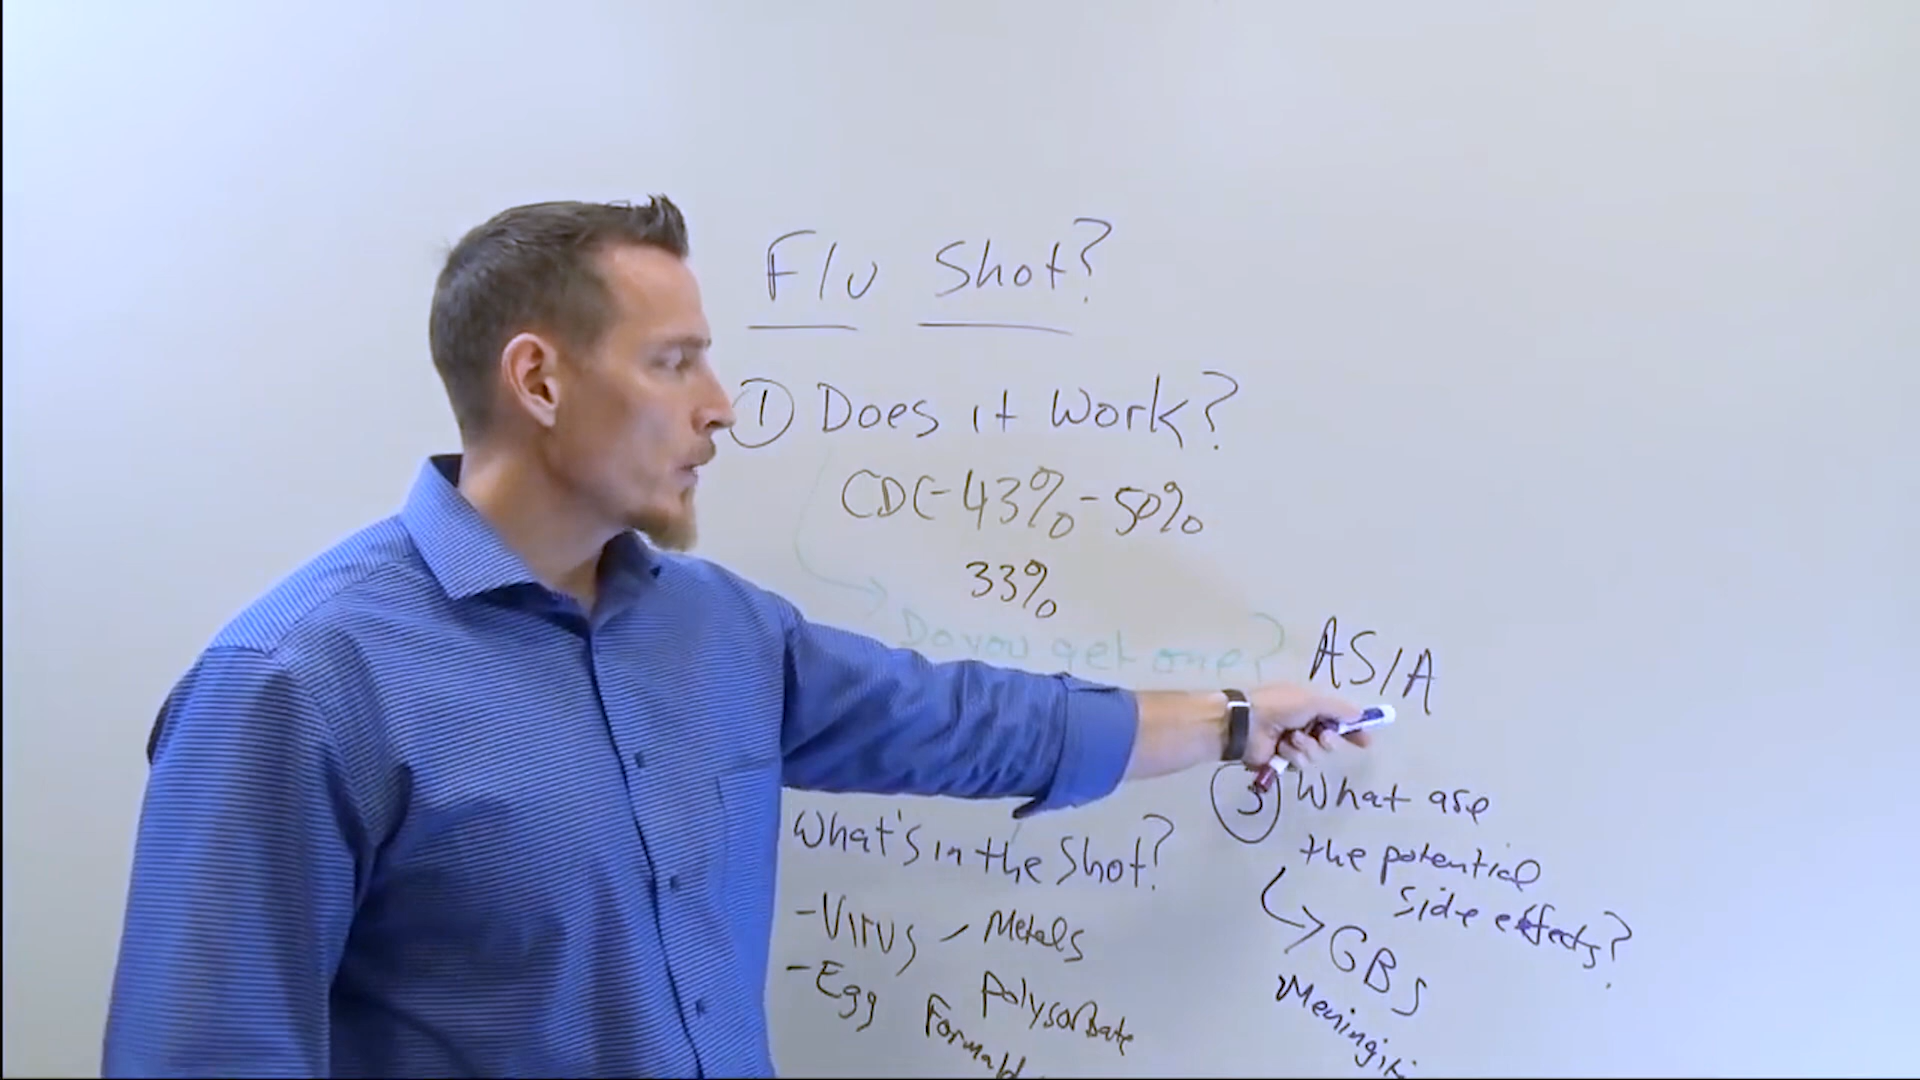 Flu Shot?
① Does it Work?
CDC-43%-50%
33%
Do you get one?
ASIA
What's in the Shot?
-Virus - Metals
-Egg Polysorbate
Formald
③ What are
the potential
side effects?
GBS
Meningiti